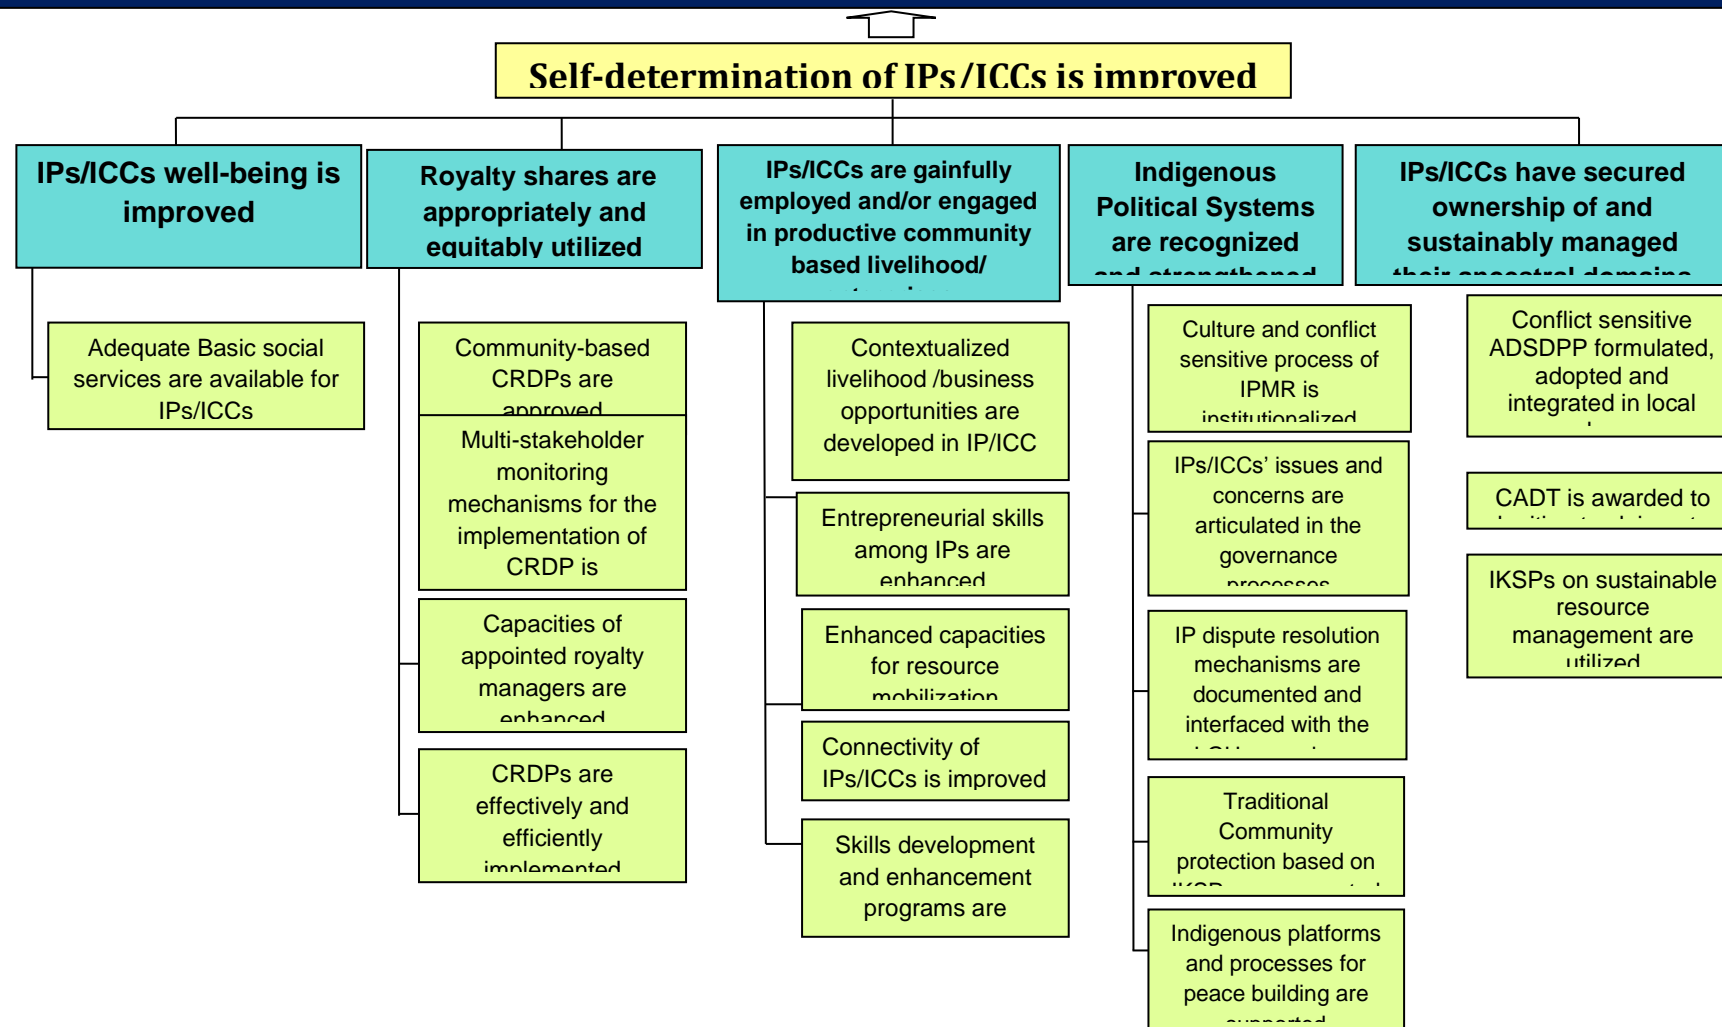 Self-determination of IPs/ICCs is improved
IPs/ICCs well-being is
improved
Adequate Basic social
services are available for
IPs/ICCs
Royalty shares are
appropriately and
equitably utilized
Community-based
CRDPs are
approved
Multi-stakeholder
monitoring
mechanisms for the
implementation of
CRDP is
Capacities of
appointed royalty
managers are
enhanced
CRDPs are
effectively and
efficiently
implemented
IPs/ICCs are gainfully
employed and/or engaged
in productive community
based livelihood/
Contextualized
livelihood /business
opportunities are
developed in IP/ICC
Entrepreneurial skills
among IPs are
enhanced
Enhanced capacities
for resource
mobilization
Connectivity of
IPs/ICCs is improved
Skills development
and enhancement
programs are
Indigenous
Political Systems
are recognized
and strengthened
Culture and conflict
sensitive process of
IPMR is
institutionalized
IPs/ICCs’ issues and
concerns are
articulated in the
governance
processes
IP dispute resolution
mechanisms are
documented and
interfaced with the
Traditional
Community
protection based on
Indigenous platforms
and processes for
peace building are
supported
IPs/ICCs have secured
ownership of and
sustainably managed
their ancestral domains
Conflict sensitive
ADSDPP formulated,
adopted and
integrated in local
CADT is awarded to
IKSPs on sustainable
resource
management are
utilized